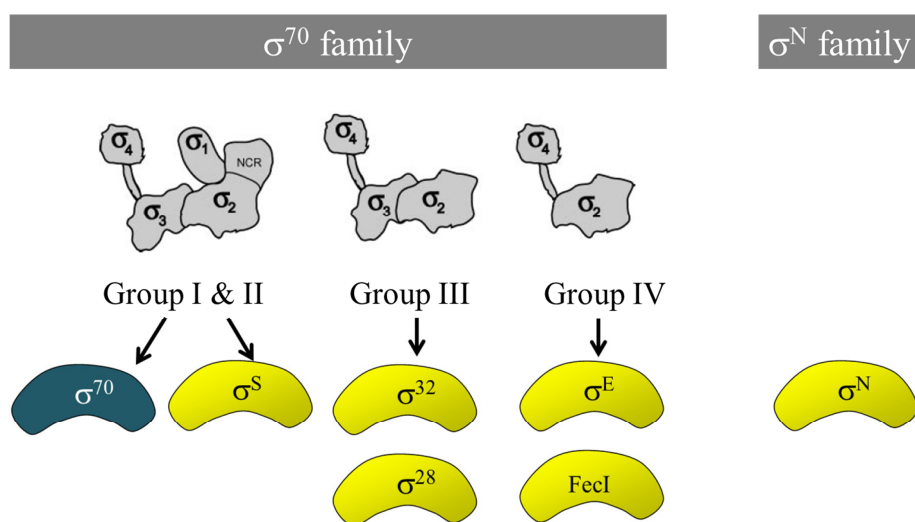 σ⁷⁰ family
σᴺ family
σ₄ σ₁ NCR σ₃ σ₂
σ₄ σ₃ σ₂
σ₄ σ₂
Group I & II
Group III
Group IV
σ⁷⁰
σˢ
σ³²
σᴱ
σᴺ
σ²⁸
FecI